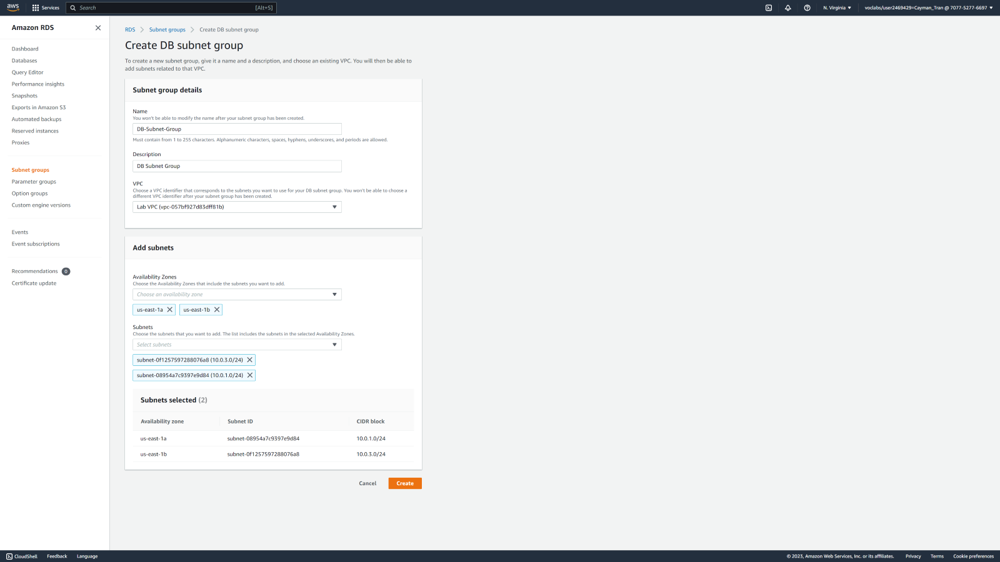 aws
Services
Search
[Alt+S]
N. Virginia
voclabs/user2469429=Cayman_Tran @ 7077-5277-6697
Amazon RDS
Dashboard
Databases
Query Editor
Performance insights
Snapshots
Exports in Amazon S3
Automated backups
Reserved instances
Proxies
Subnet groups
Parameter groups
Option groups
Custom engine versions
Events
Event subscriptions
Recommendations 0
Certificate update
RDS > Subnet groups > Create DB subnet group
Create DB subnet group
To create a new subnet group, give it a name and a description, and choose an existing VPC. You will then be able to
add subnets related to that VPC.
Subnet group details
Name
You won't be able to modify the name after your subnet group has been created.
DB-Subnet-Group
Must contain from 1 to 255 characters. Alphanumeric characters, spaces, hyphens, underscores, and periods are allowed.
Description
DB Subnet Group
VPC
Choose a VPC identifier that corresponds to the subnets you want to use for your DB subnet group. You won't be able to choose a
different VPC identifier after your subnet group has been created.
Lab VPC (vpc-057bf927d83dff81b)
Add subnets
Availability Zones
Choose the Availability Zones that include the subnets you want to add.
Choose an availability zone
us-east-1a us-east-1b
Subnets
Choose the subnets that you want to add. The list includes the subnets in the selected Availability Zones.
Select subnets
subnet-0f1257597288076a8 (10.0.3.0/24)
subnet-08954a7c9397e9d84 (10.0.1.0/24)
Subnets selected (2)
Availability zone Subnet ID CIDR block
us-east-1a subnet-08954a7c9397e9d84 10.0.1.0/24
us-east-1b subnet-0f1257597288076a8 10.0.3.0/24
Cancel Create
CloudShell Feedback Language
© 2023, Amazon Web Services, Inc. or its affiliates. Privacy Terms Cookie preferences